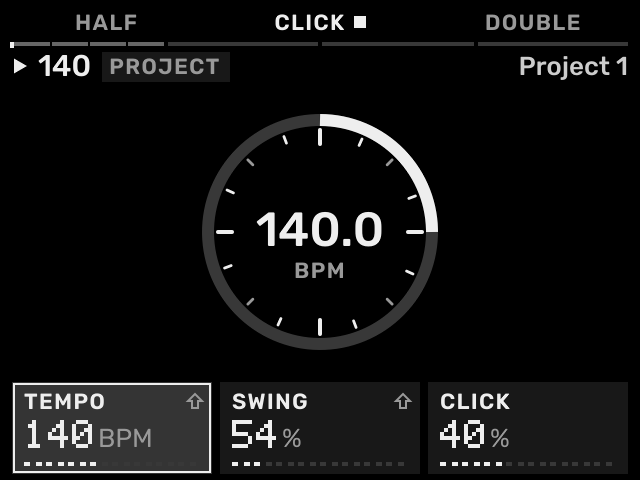 HALF CLICK DOUBLE
140 PROJECT Project 1
140.0
BPM
TEMPO SWING CLICK
140 BPM 54 % 40 %